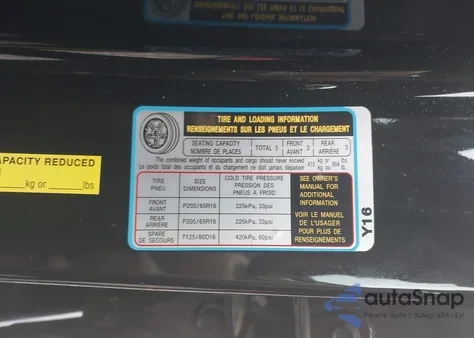 APACITY REDUCED
kg or lbs
TIRE AND LOADING INFORMATION
RENSEIGNEMENTS SUR LES PNEUS ET LE CHARGEMENT
SEATING CAPACITY
NOMBRE DE PLACES
TOTAL 5
FRONT
AVANT 2
REAR
ARRIÈRE 3
The combined weight of occupants and cargo should never exceed
Le poids total des occupants et du chargement ne doit jamais dépasser
410 kg or ou kg 904 lbs. lb.
TIRE
PNEU
SIZE
DIMENSIONS
COLD TIRE PRESSURE
PRESSION DES
PNEUS À FROID
FRONT
AVANT
P205/65R16
225kPa, 33psi
REAR
ARRIÈRE
P205/65R16
225kPa, 33psi
SPARE
DE SECOURS
T125/80D16
420kPa, 60psi
SEE OWNER'S
MANUAL FOR
ADDITIONAL
INFORMATION
VOIR LE MANUEL
DE L'USAGER
POUR PLUS DE
RENSEIGNEMENTS
Y16
autoSnap